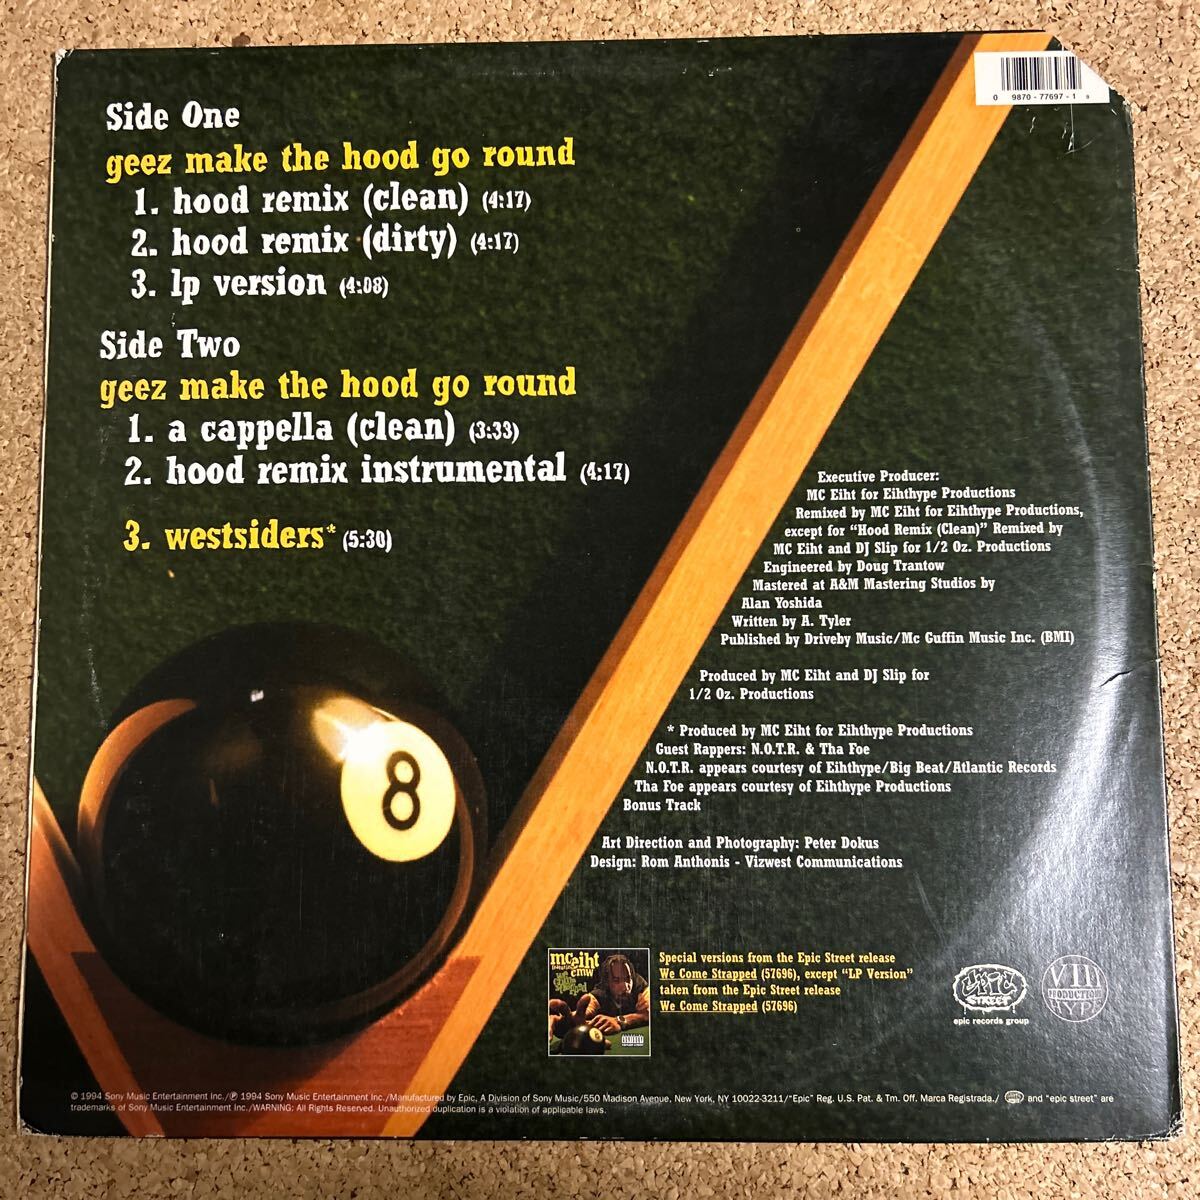 0 9870-77697-1 8
Side One
geez make the hood go round
1. hood remix (clean) (4:17)
2. hood remix (dirty) (4:17)
3. lp version (4:08)
Side Two
geez make the hood go round
1. a cappella (clean) (3:33)
2. hood remix instrumental (4:17)
3. westsiders* (5:30)
Executive Producer:
MC Eiht for Eihthype Productions
Remixed by MC Eiht for Eihthype Productions,
except for “Hood Remix (Clean)” Remixed by
MC Eiht and DJ Slip for 1/2 Oz. Productions
Engineered by Doug Trantow
Mastered at A&M Mastering Studios by
Alan Yoshida
Written by A. Tyler
Published by Driveby Music/Mc Guffin Music Inc. (BMI)
Produced by MC Eiht and DJ Slip for
1/2 Oz. Productions
* Produced by MC Eiht for Eihthype Productions
Guest Rappers: N.O.T.R. & Tha Foe
N.O.T.R. appears courtesy of Eihthype/Big Beat/Atlantic Records
Tha Foe appears courtesy of Eihthype Productions
Bonus Track
Art Direction and Photography: Peter Dokus
Design: Rom Anthonis - Vizwest Communications
8
mc eiht
cmw
Special versions from the Epic Street release
We Come Strapped (57696), except “LP Version”
taken from the Epic Street release
We Come Strapped (57696)
epic
STREET
epic records group
PRODUCTIONS
HYPE
© 1994 Sony Music Entertainment Inc./℗ 1994 Sony Music Entertainment Inc./Manufactured by Epic, A Division of Sony Music/550 Madison Avenue, New York, NY 10022-3211/“Epic” Reg. U.S. Pat. & Tm. Off. Marca Registrada./ and “epic street” are
trademarks of Sony Music Entertainment Inc./WARNING: All Rights Reserved. Unauthorized duplication is a violation of applicable laws.